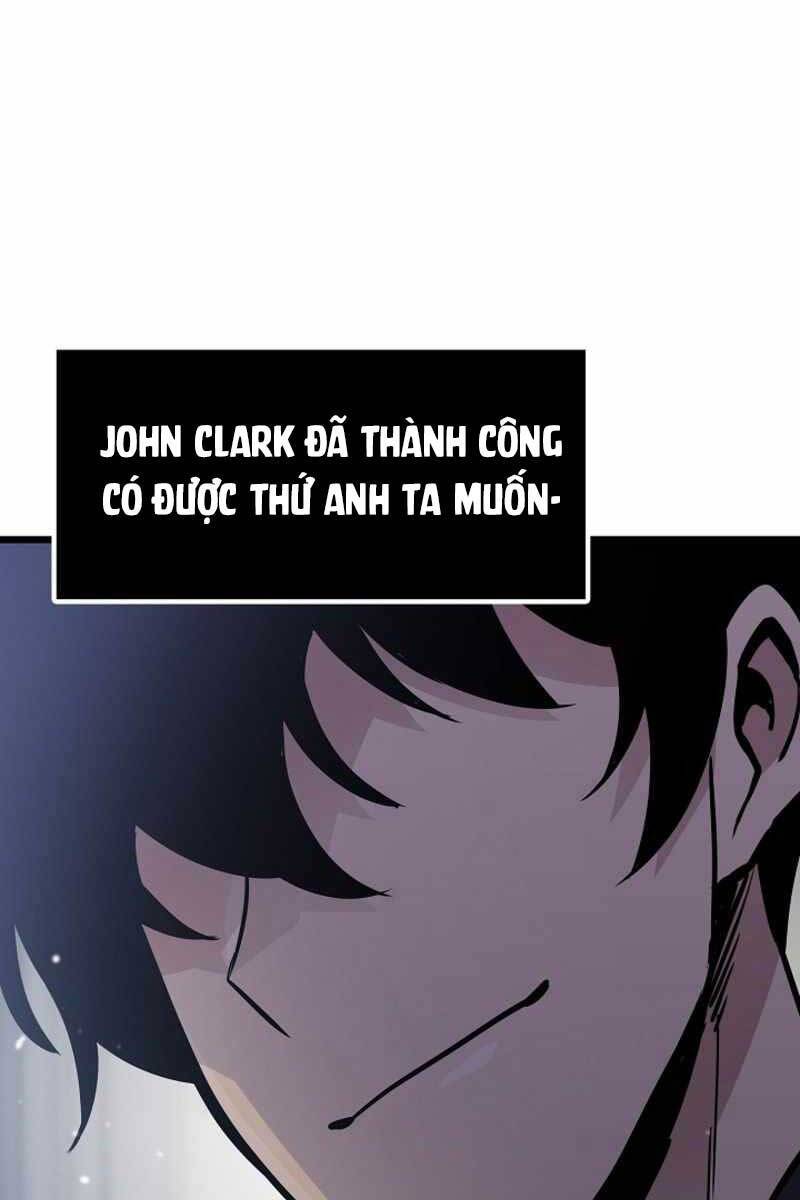 JOHN CLARK ĐÃ THÀNH CÔNG
CÓ ĐƯỢC THỨ ANH TA MUỐN-